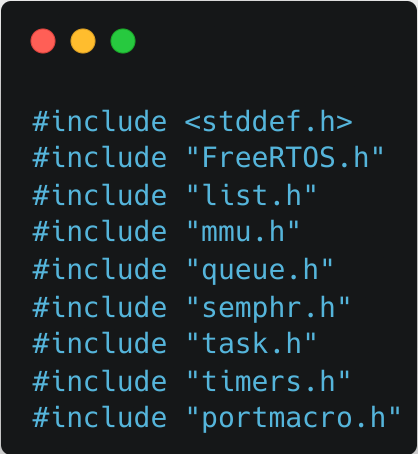 #include <stddef.h>
#include "FreeRTOS.h"
#include "list.h"
#include "mmu.h"
#include "queue.h"
#include "semphr.h"
#include "task.h"
#include "timers.h"
#include "portmacro.h"